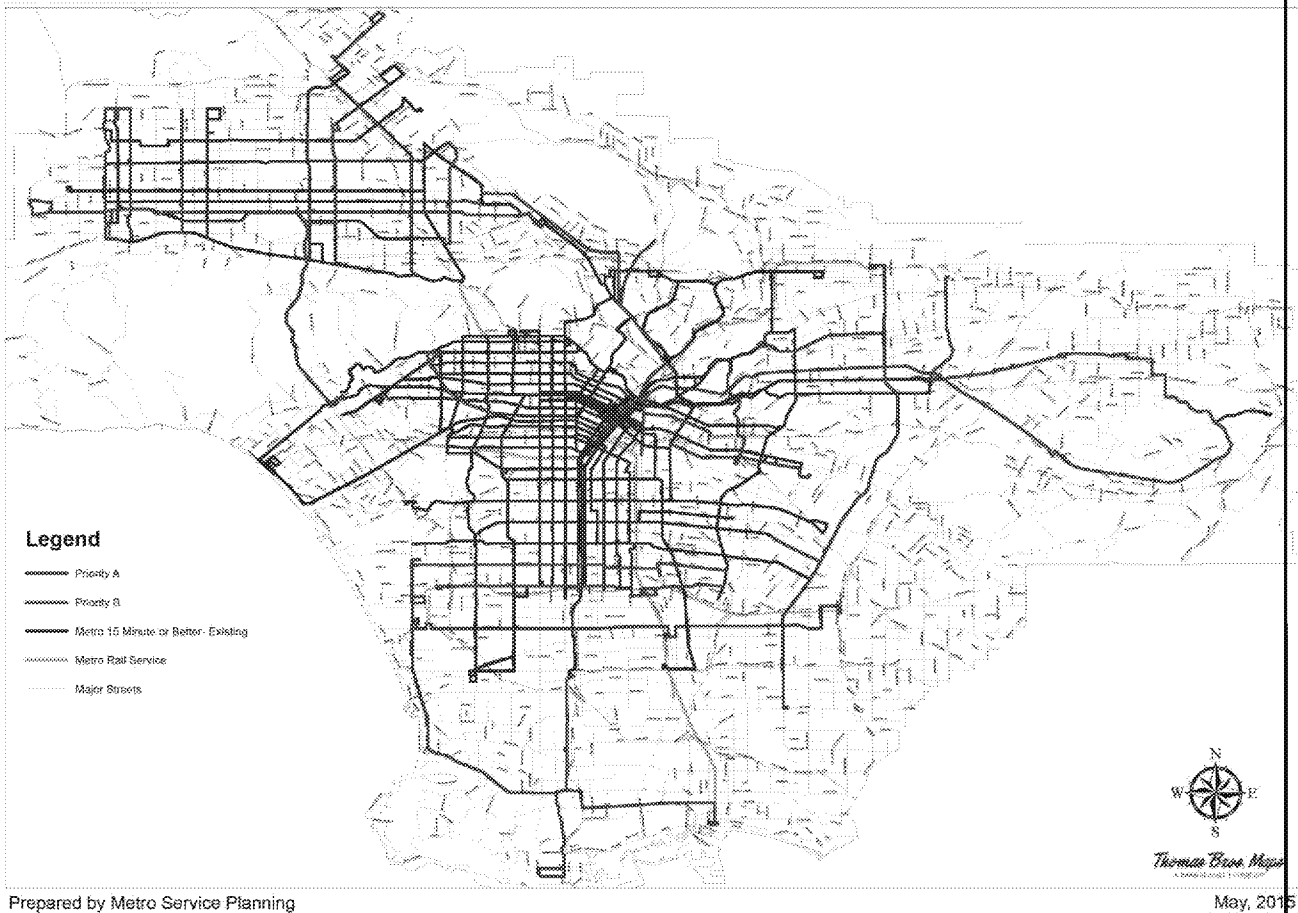 Legend
Priority A
Priority B
Metro 15 Minute or Better- Existing
Metro Rail Service
Major Streets
N
W E
S
Thomas Bros. Maps
Prepared by Metro Service Planning
May, 2015